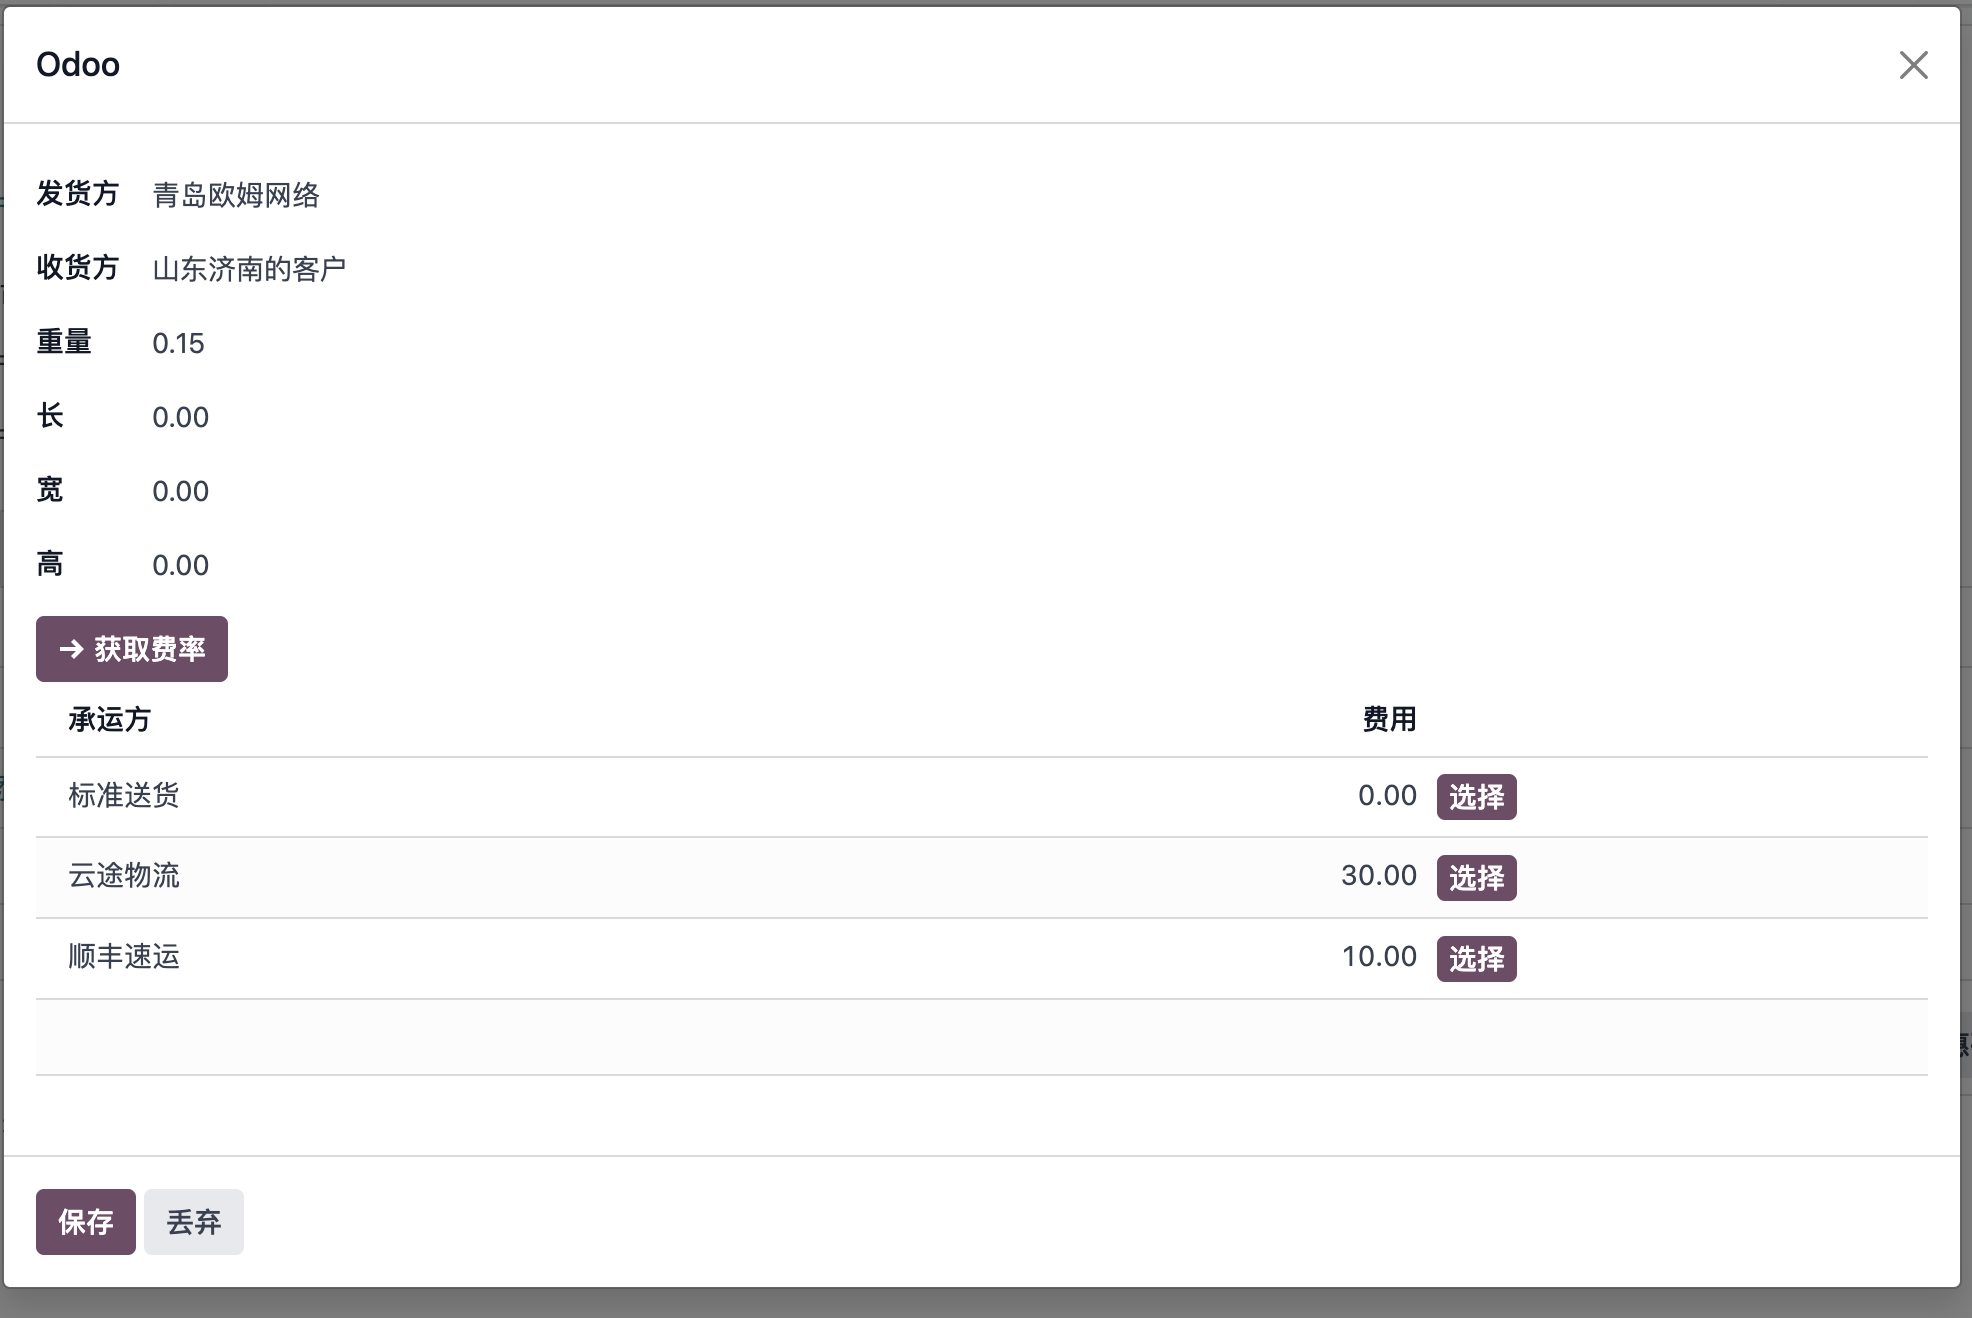 Odoo
发货方 青岛欧姆网络
收货方 山东济南的客户
重量 0.15
长 0.00
宽 0.00
高 0.00
→ 获取费率
承运方 费用
标准送货 0.00 选择
云途物流 30.00 选择
顺丰速运 10.00 选择
保存 丢弃